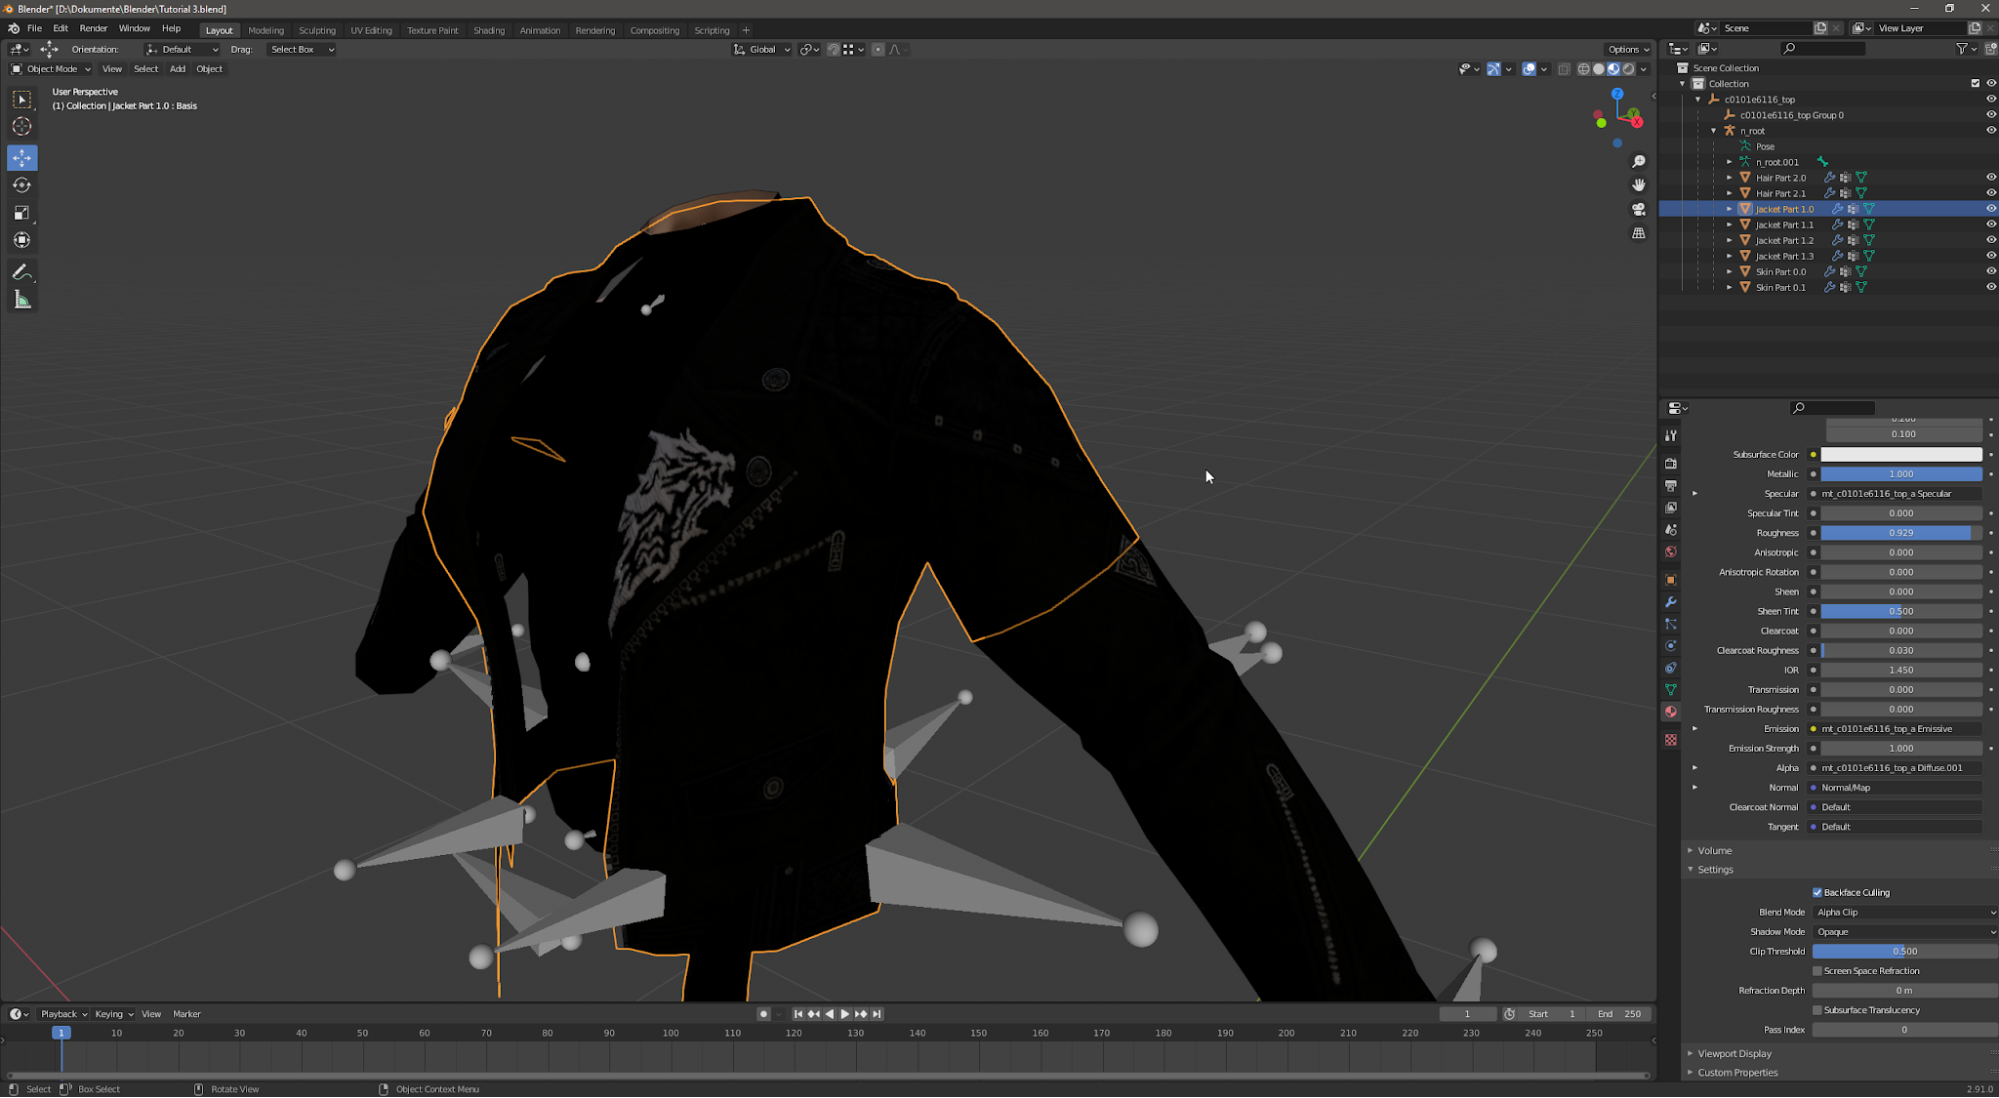 Blender* [D:\Dokumente\Blender\Tutorial 3.blend]
File Edit Render Window Help Layout Modeling Sculpting UV Editing Texture Paint Shading Animation Rendering Compositing Scripting + Scene View Layer
Orientation: Default Drag: Select Box Global Options
Object Mode View Select Add Object
User Perspective
(1) Collection | Jacket Part 1.0 : Basis
Z
Y
X
Scene Collection
Collection
c0101e6116_top
c0101e6116_top Group 0
n_root
Pose
n_root.001
Hair Part 2.0
Hair Part 2.1
Jacket Part 1.0
Jacket Part 1.1
Jacket Part 1.2
Jacket Part 1.3
Skin Part 0.0
Skin Part 0.1
0.200
0.100
Subsurface Color
Metallic 1.000
Specular mt_c0101e6116_top_a Specular
Specular Tint 0.000
Roughness 0.929
Anisotropic 0.000
Anisotropic Rotation 0.000
Sheen 0.000
Sheen Tint 0.500
Clearcoat 0.000
Clearcoat Roughness 0.030
IOR 1.450
Transmission 0.000
Transmission Roughness 0.000
Emission mt_c0101e6116_top_a Emissive
Emission Strength 1.000
Alpha mt_c0101e6116_top_a Diffuse.001
Normal Normal/Map
Clearcoat Normal Default
Tangent Default
Volume
Settings
Backface Culling
Blend Mode Alpha Clip
Shadow Mode Opaque
Clip Threshold 0.500
Screen Space Refraction
Refraction Depth 0 m
Subsurface Translucency
Pass Index 0
Viewport Display
Custom Properties
Playback Keying View Marker 1 Start 1 End 250
1 10 20 30 40 50 60 70 80 90 100 110 120 130 140 150 160 170 180 190 200 210 220 230 240 250
Select Box Select Rotate View Object Context Menu 2.91.0